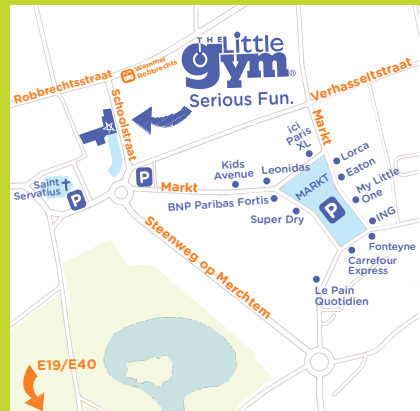 THE Little
gym®
Serious Fun.
Wemmel
Robbrechts
Robbrechtsstraat
Schoolstraat
Verhasseltstraat
Markt
ici
Paris
XL
Lorca
Eaton
My Little
One
ING
Fonteyne
Carrefour
Express
Le Pain
Quotidien
Kids
Avenue
Leonidas
MARKT
P
Saint
Servatius
P
P
Markt
BNP Paribas Fortis
Super Dry
Steenweg op Merchtem
E19/E40